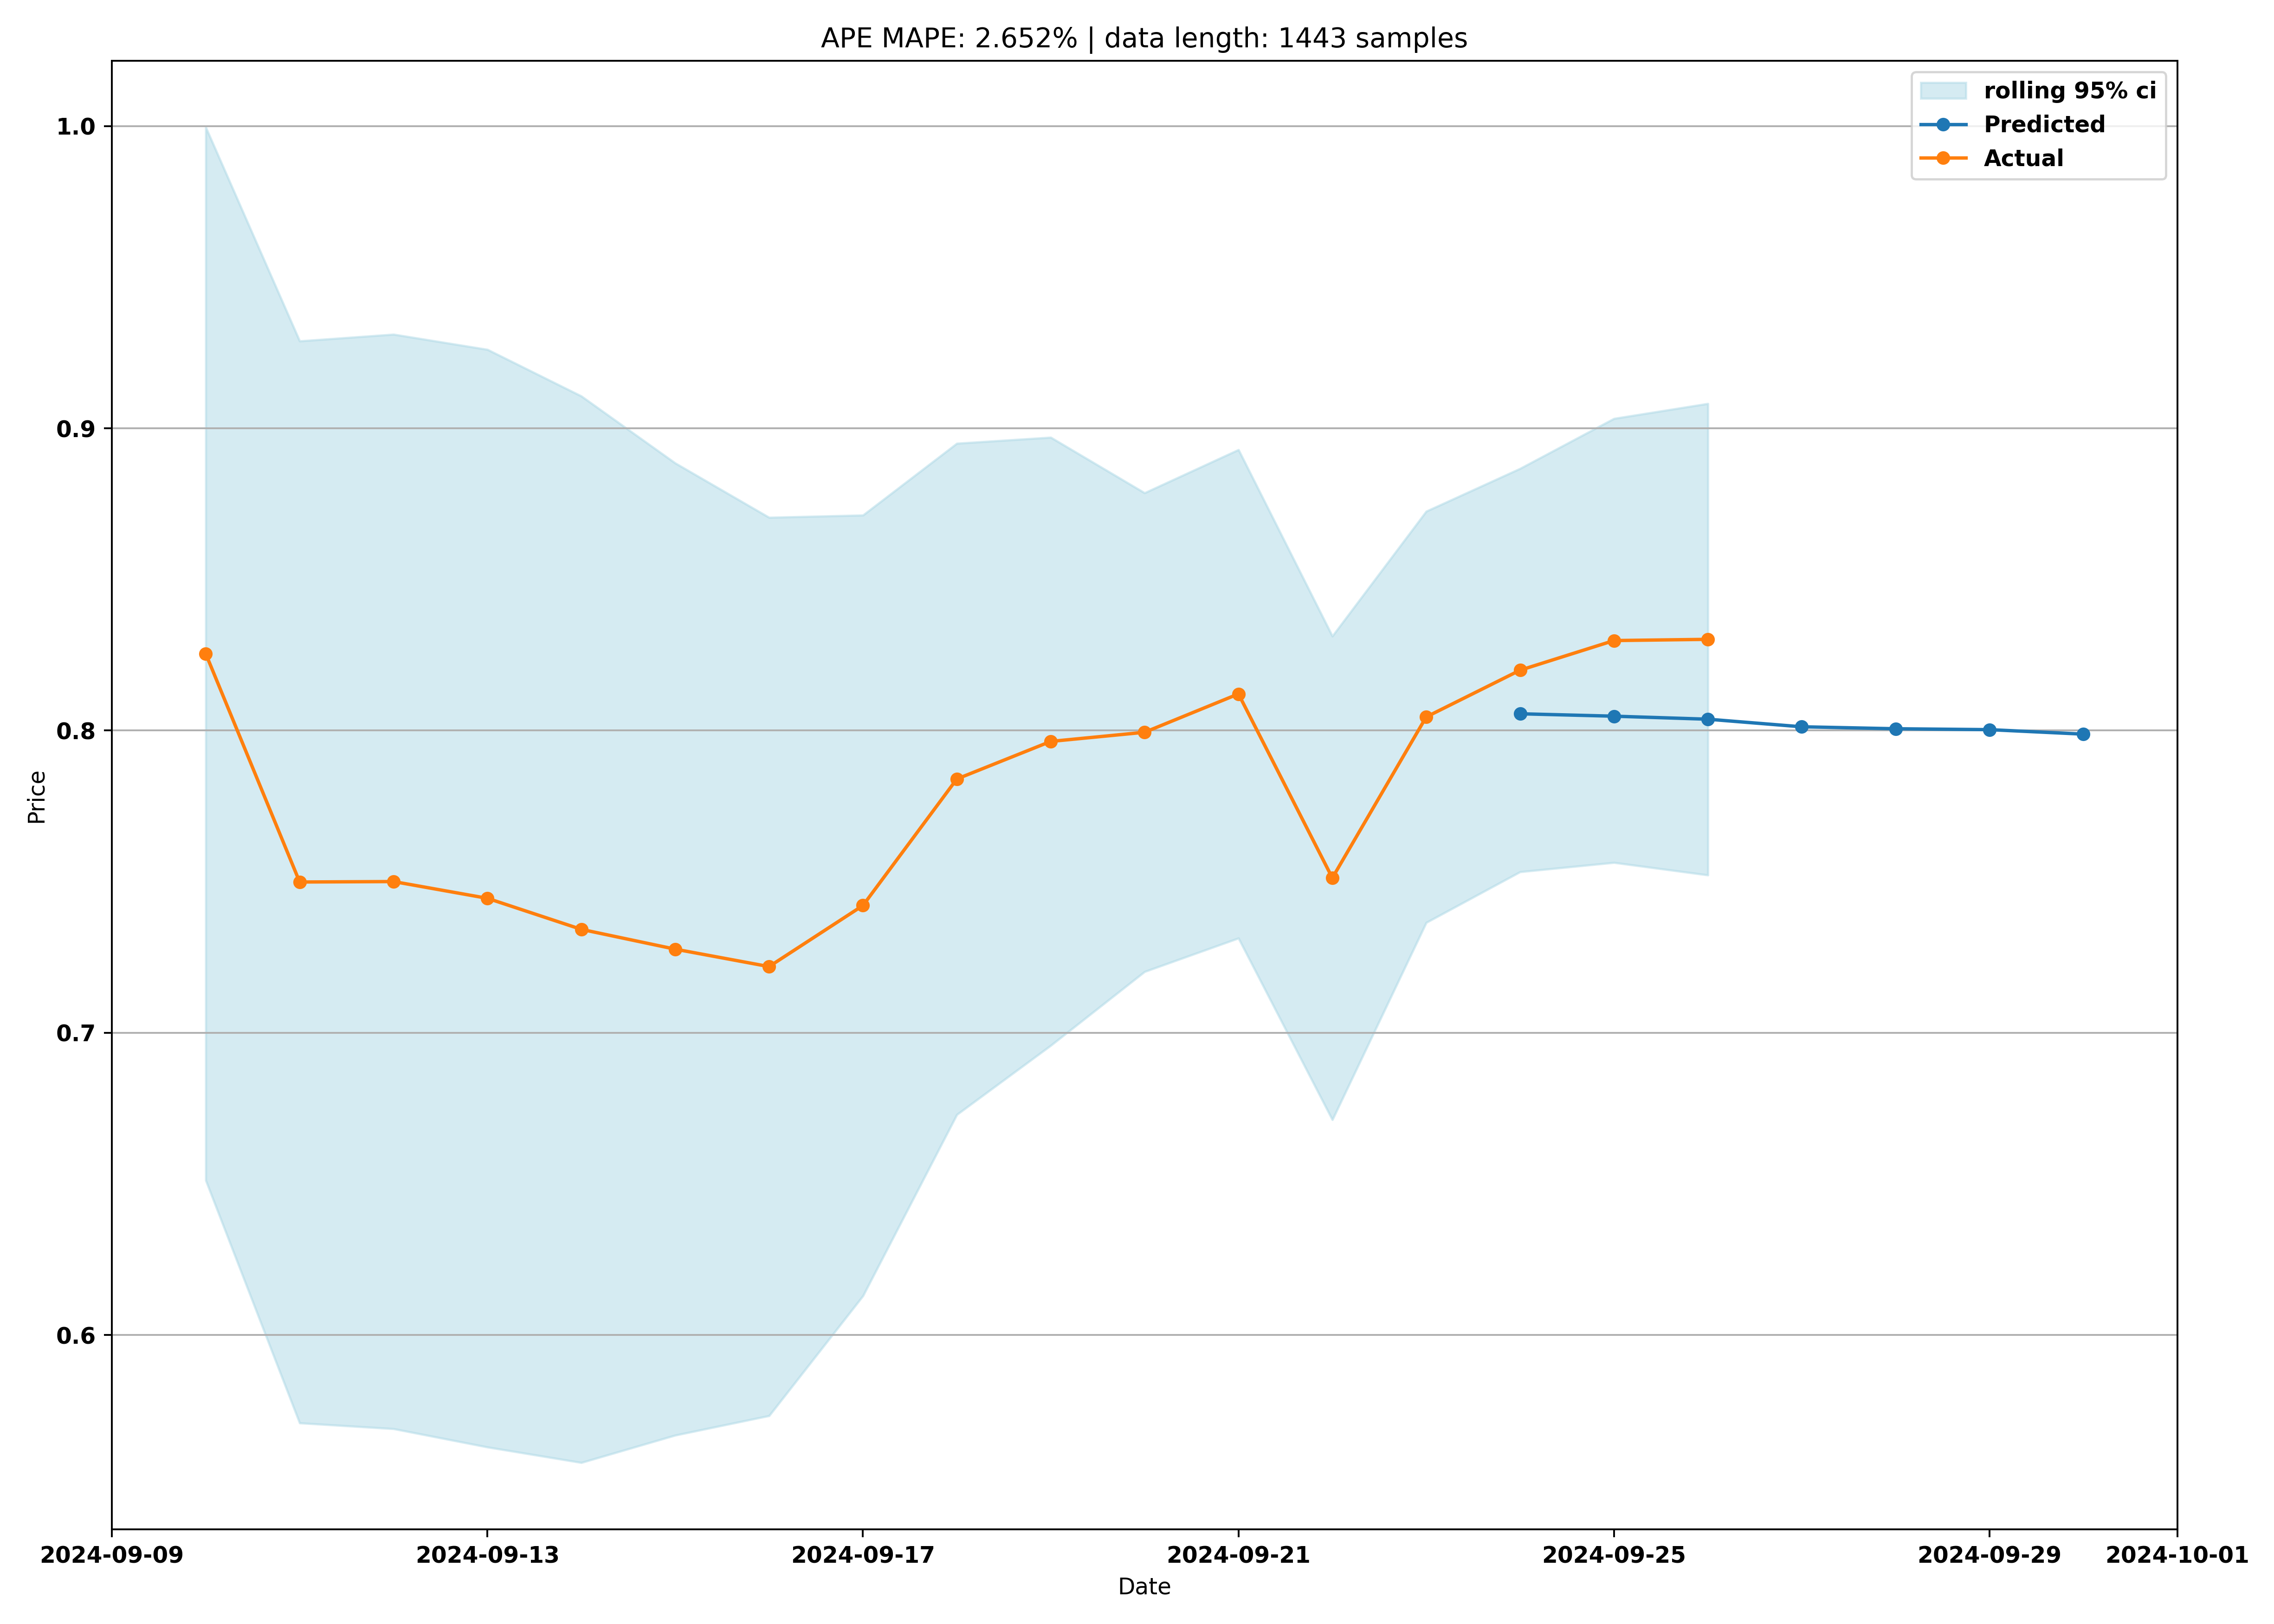 APE MAPE: 2.652% | data length: 1443 samples
rolling 95% ci
Predicted
Actual
1.0
0.9
0.8
0.7
0.6
Price
2024-09-09
2024-09-13
2024-09-17
2024-09-21
2024-09-25
2024-09-29
2024-10-01
Date